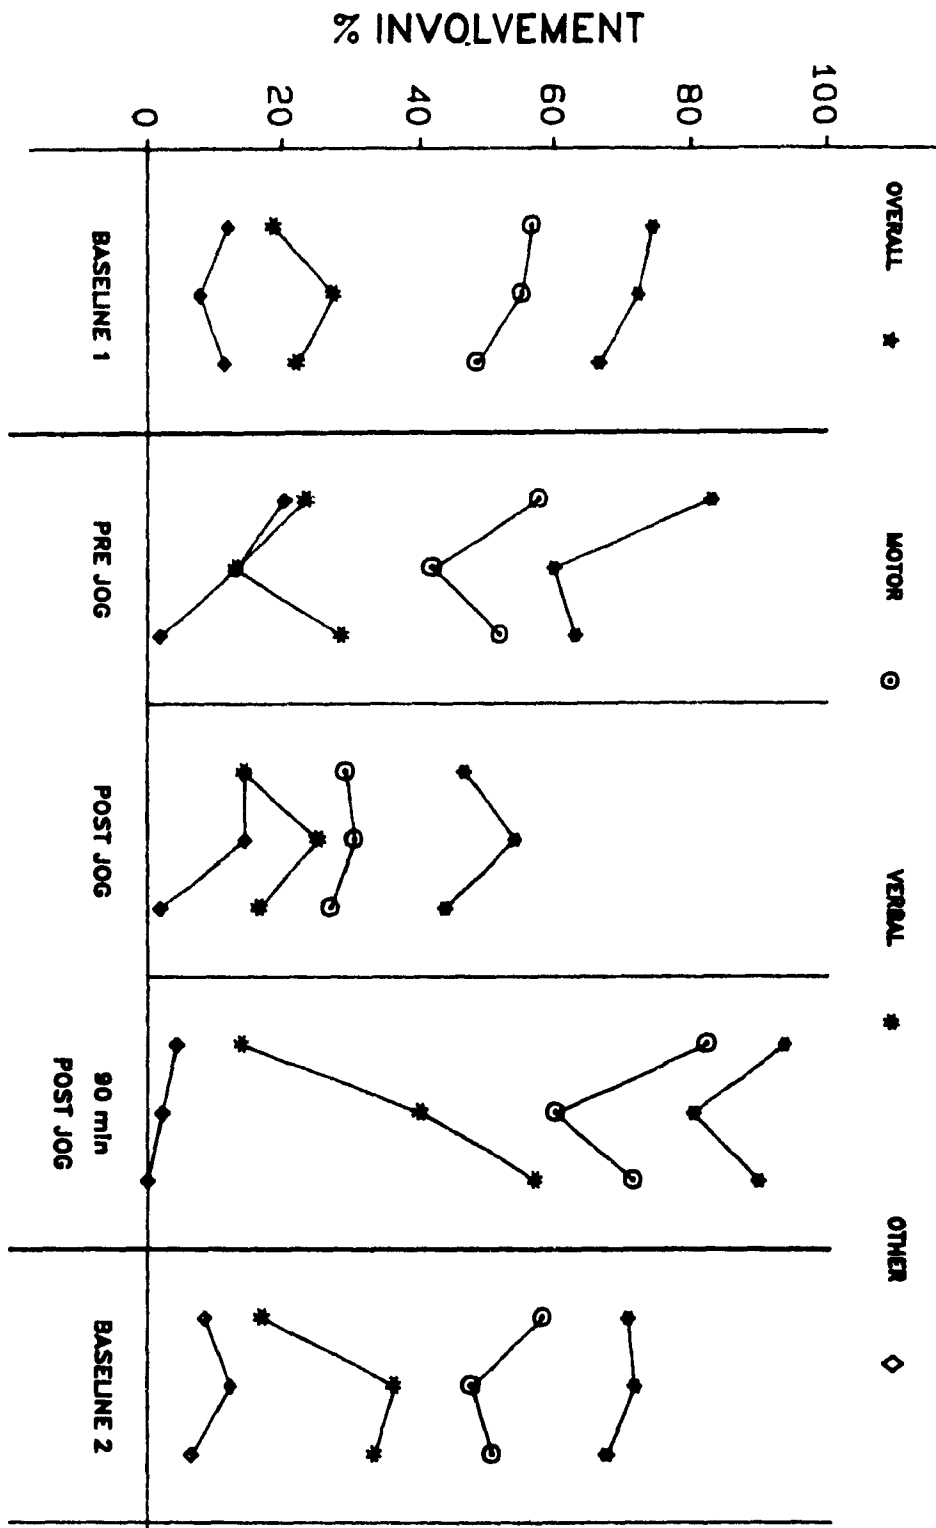 % INVOLVEMENT
100
80
60
40
20
0
OVERALL ★ MOTOR ⊙ VERBAL * OTHER ◇
BASELINE 1
PRE JOG
POST JOG
90 min
POST JOG
BASELINE 2